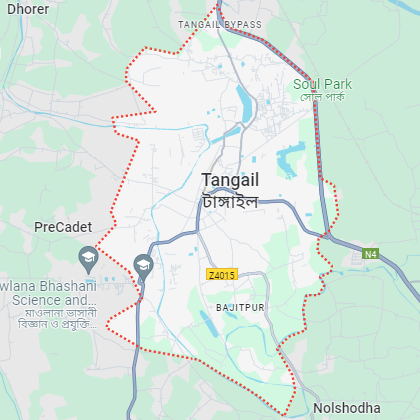 Dhorer
TANGAIL BYPASS
Soul Park
সোল পার্ক
Tangail
টাঙ্গাইল
PreCadet
N4
wlana Bhashani
Science and...
মাওলানা ভাসানী
বিজ্ঞান ও প্রযুক্তি...
Z4015
BAJITPUR
Nolshodha